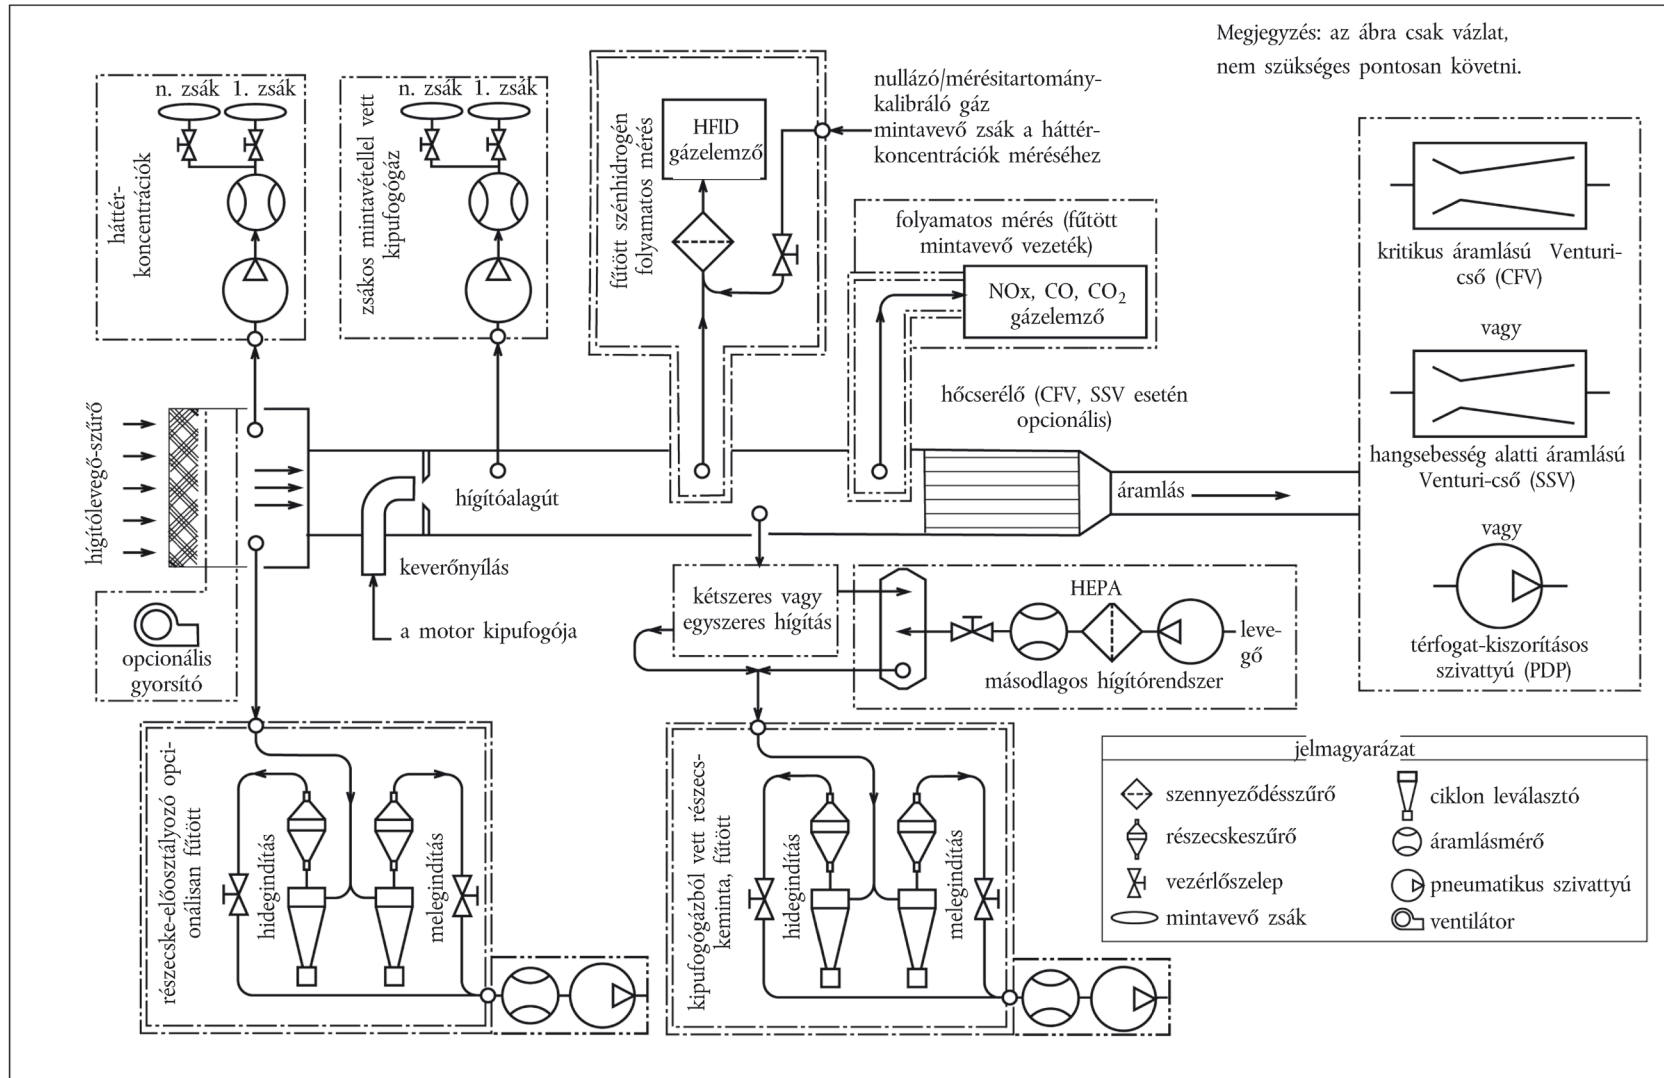 Megjegyzés: az ábra csak vázlat,
nem szükséges pontosan követni.
n. zsák 1. zsák
háttér-
koncentrációk
n. zsák 1. zsák
zsákos mintavétellel vett
kipufogógáz
fűtött szénhidrogén
folyamatos mérés
HFID
gázelemző
nullázó/mérésitartomány-
kalibráló gáz
mintavevő zsák a háttér-
koncentrációk méréséhez
folyamatos mérés (fűtött
mintavevő vezeték)
NOx, CO, CO2
gázelemző
kritikus áramlású Venturi-
cső (CFV)
vagy
hangsebesség alatti áramlású
Venturi-cső (SSV)
vagy
térfogat-kiszorításos
szivattyú (PDP)
hőcserélő (CFV, SSV esetén
opcionális)
hígítólevegő-szűrő
hígítóalagút
áramlás
keverőnyílás
a motor kipufogója
opcionális
gyorsító
kétszeres vagy
egyszeres hígítás
HEPA
leve-
gő
másodlagos hígítórendszer
részecske-előosztályozó opci-
onálisan fűtött
hidegindítás
melegindítás
kipufogógázból vett részecs-
keminta, fűtött
hidegindítás
melegindítás
jelmagyarázat
szennyeződésszűrő
részecskeszűrő
vezérlőszelep
mintavevő zsák
ciklon leválasztó
áramlásmérő
pneumatikus szivattyú
ventilátor